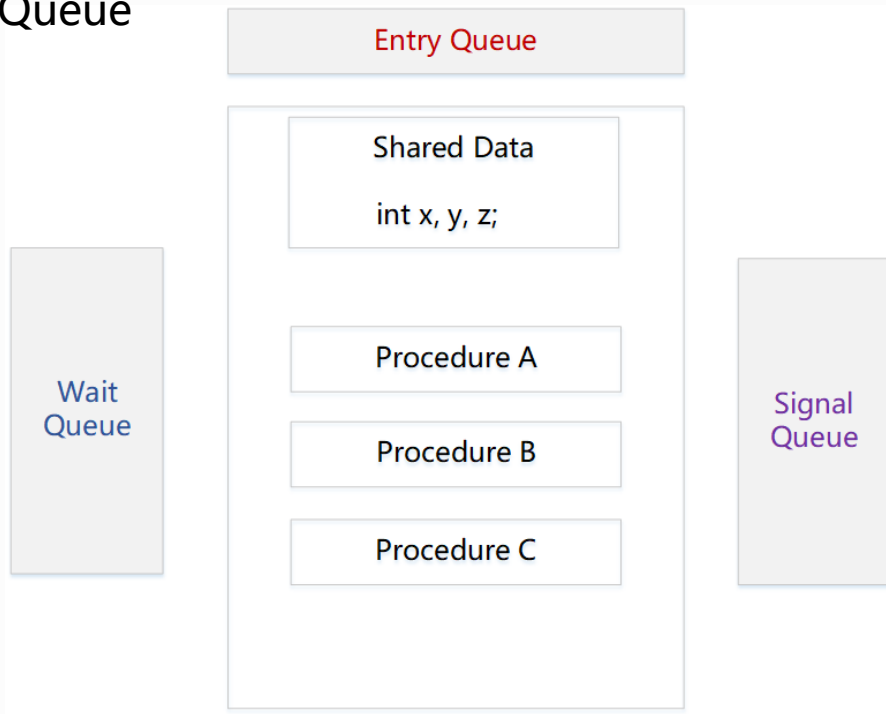 Queue
Entry Queue
Shared Data
int x, y, z;
Wait
Queue
Procedure A
Procedure B
Procedure C
Signal
Queue